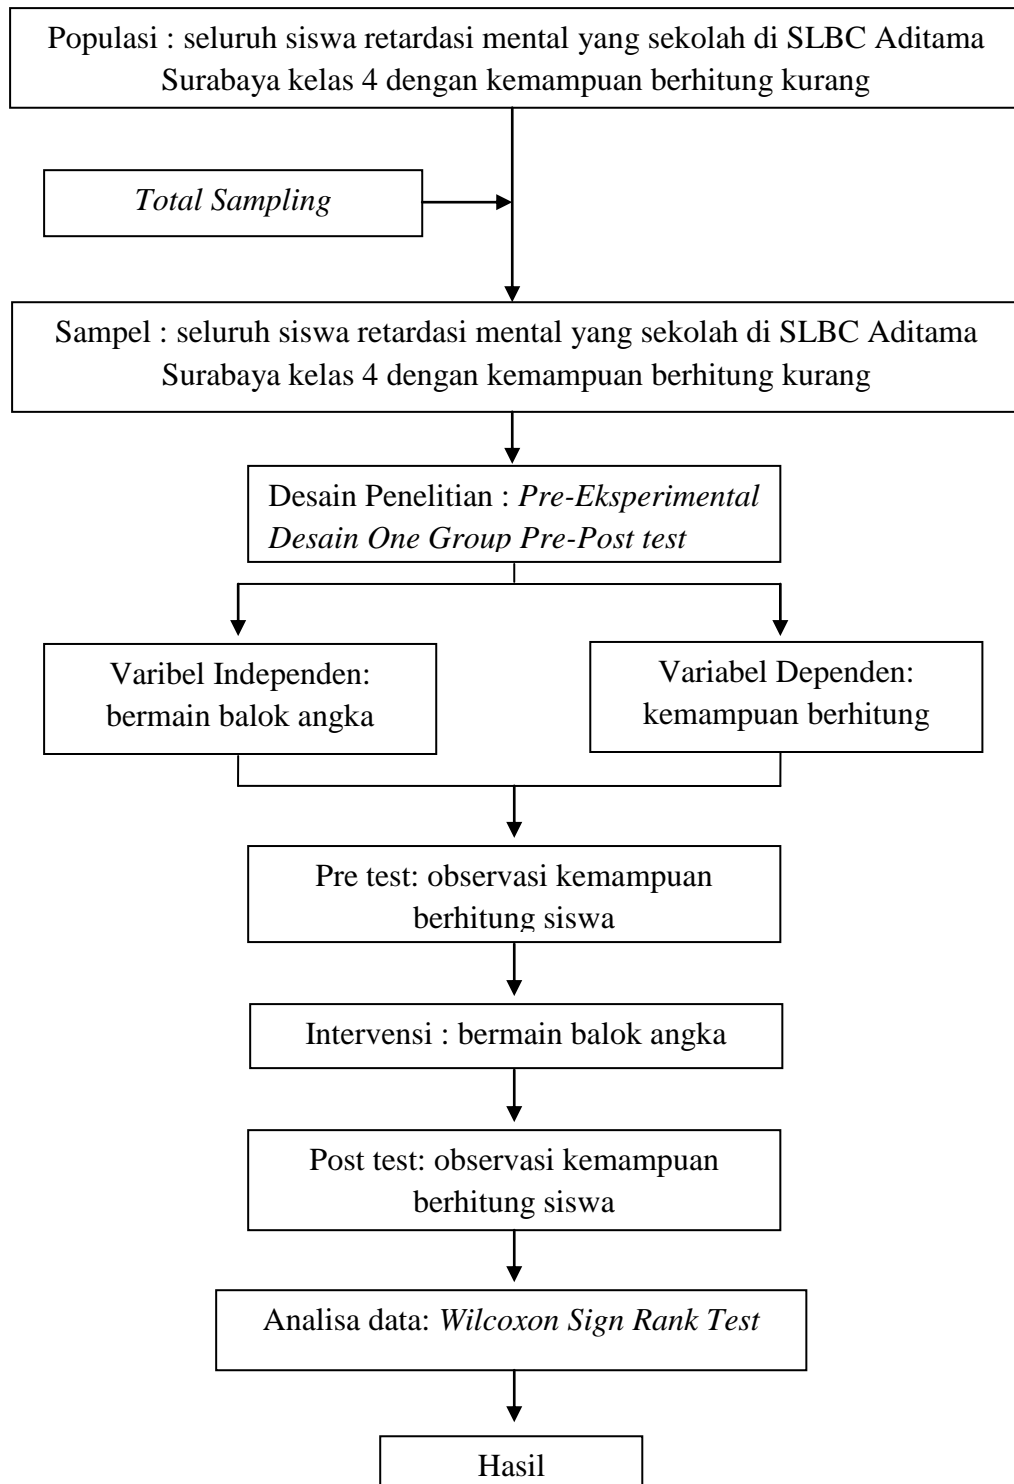 Populasi : seluruh siswa retardasi mental yang sekolah di SLBC Aditama
Surabaya kelas 4 dengan kemampuan berhitung kurang
Total Sampling
Sampel : seluruh siswa retardasi mental yang sekolah di SLBC Aditama
Surabaya kelas 4 dengan kemampuan berhitung kurang
Desain Penelitian : Pre-Eksperimental
Desain One Group Pre-Post test
Varibel Independen:
bermain balok angka
Variabel Dependen:
kemampuan berhitung
Pre test: observasi kemampuan
berhitung siswa
Intervensi : bermain balok angka
Post test: observasi kemampuan
berhitung siswa
Analisa data: Wilcoxon Sign Rank Test
Hasil